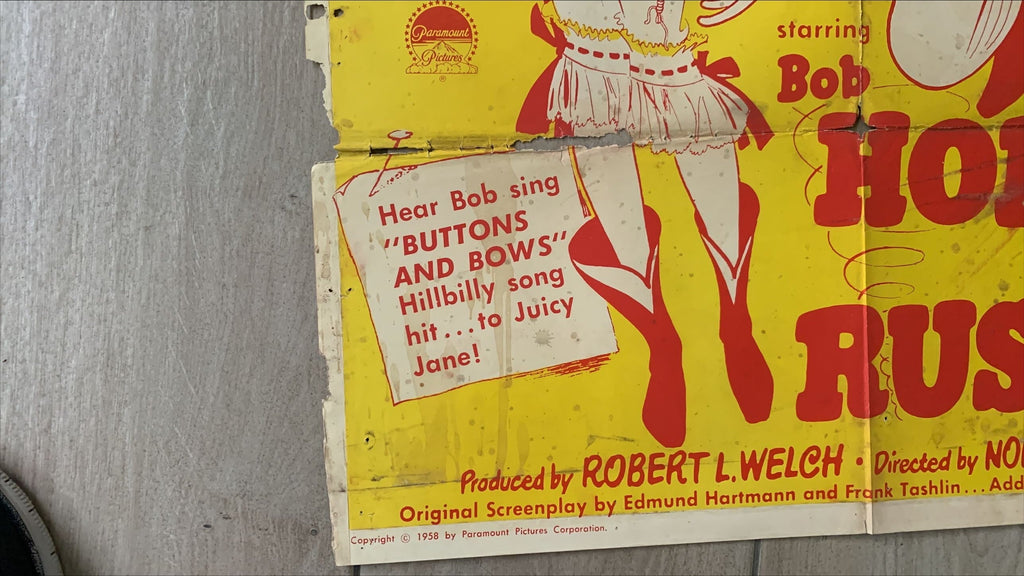 Paramount
Pictures
®
starring
Bob
HO
RUS
Hear Bob sing
"BUTTONS
AND BOWS"
Hillbilly song
hit...to Juicy
Jane!
Produced by ROBERT L. WELCH • Directed by NO
Original Screenplay by Edmund Hartmann and Frank Tashlin... Add
Copyright © 1958 by Paramount Pictures Corporation.